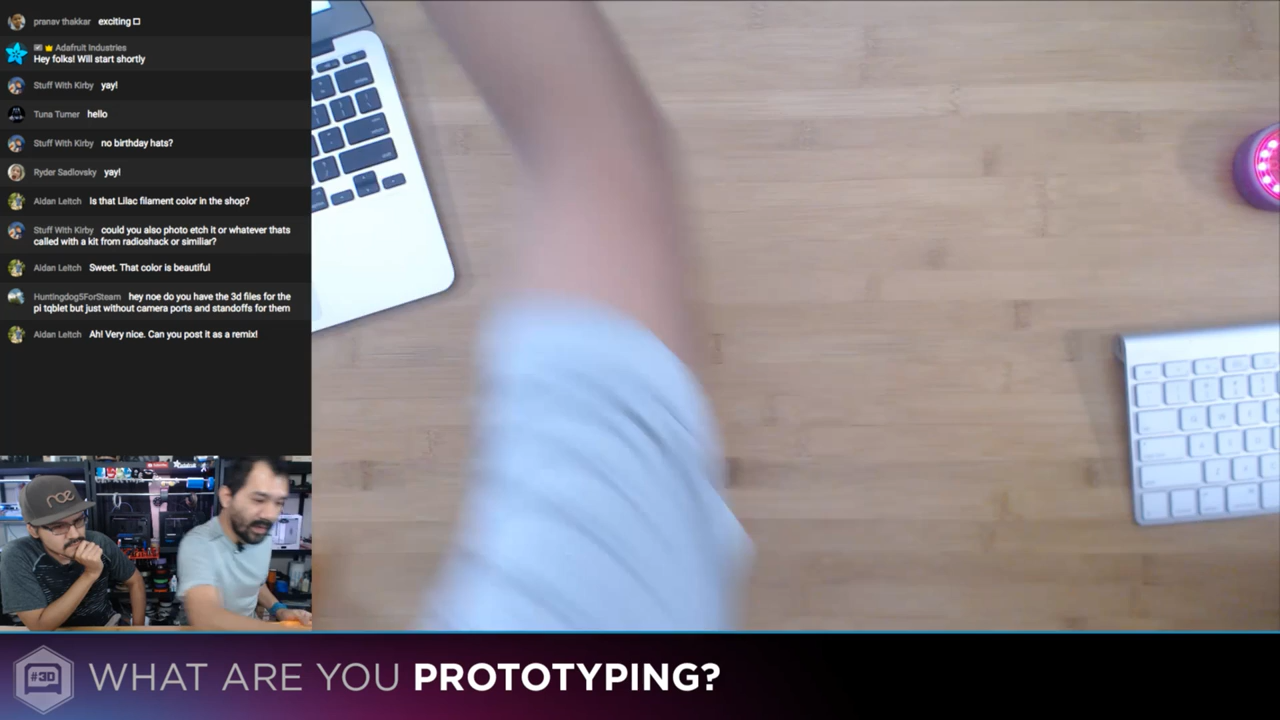 pranav thakkar exciting □
Adafruit Industries
Hey folks! Will start shortly
Stuff With Kirby yay!
Tuna Turner hello
Stuff With Kirby no birthday hats?
Ryder Sadlovsky yay!
Aidan Leitch Is that Lilac filament color in the shop?
Stuff With Kirby could you also photo etch it or whatever thats
called with a kit from radioshack or similiar?
Aidan Leitch Sweet. That color is beautiful
Huntingdog5ForSteam hey noe do you have the 3d files for the
pi tqblet but just without camera ports and standoffs for them
Aidan Leitch Ah! Very nice. Can you post it as a remix!
noe
#3D
WHAT ARE YOU PROTOTYPING?